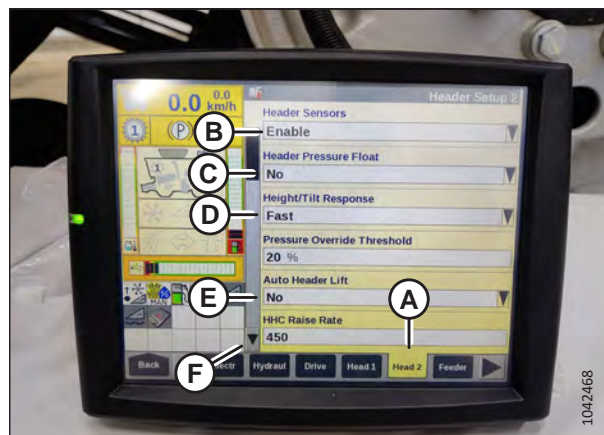 0.0 0.0 km/h
Header Setup 2
1
P
B
Header Sensors
Enable
C
Header Pressure Float
No
D
Height/Tilt Response
Fast
Pressure Override Threshold
20 %
E
Auto Header Lift
No
A
MAN
HHC Raise Rate
450
F
Back
Hydraul
Drive
Head 1
Head 2
Feeder
1042468